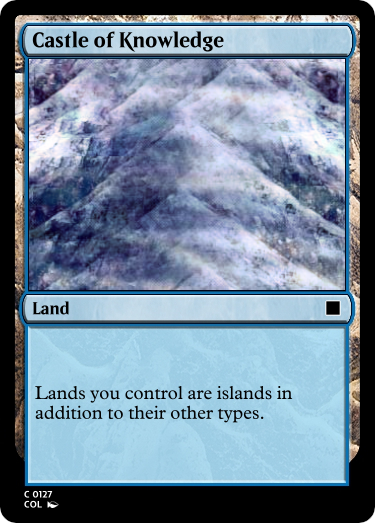 Castle of Knowledge
Land
Lands you control are islands in
addition to their other types.
C 0127
COL